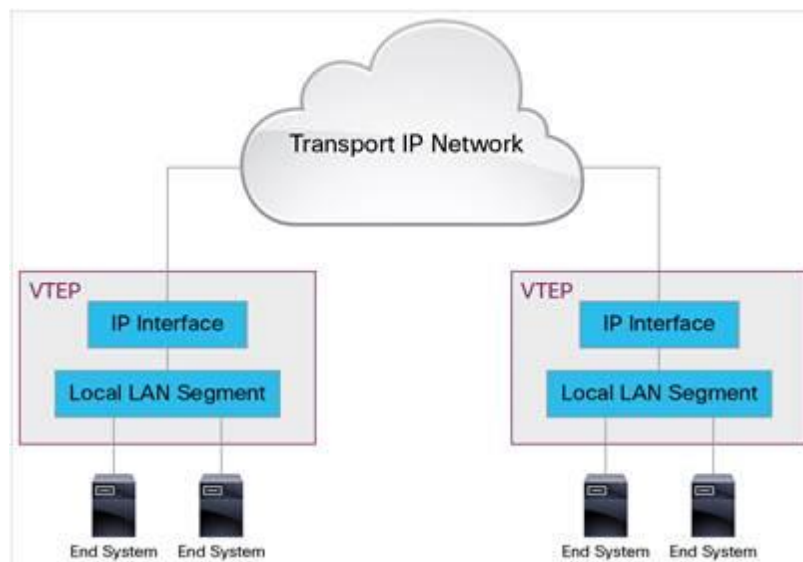 Transport IP Network
VTEP
IP Interface
Local LAN Segment
End System
End System
VTEP
IP Interface
Local LAN Segment
End System
End System